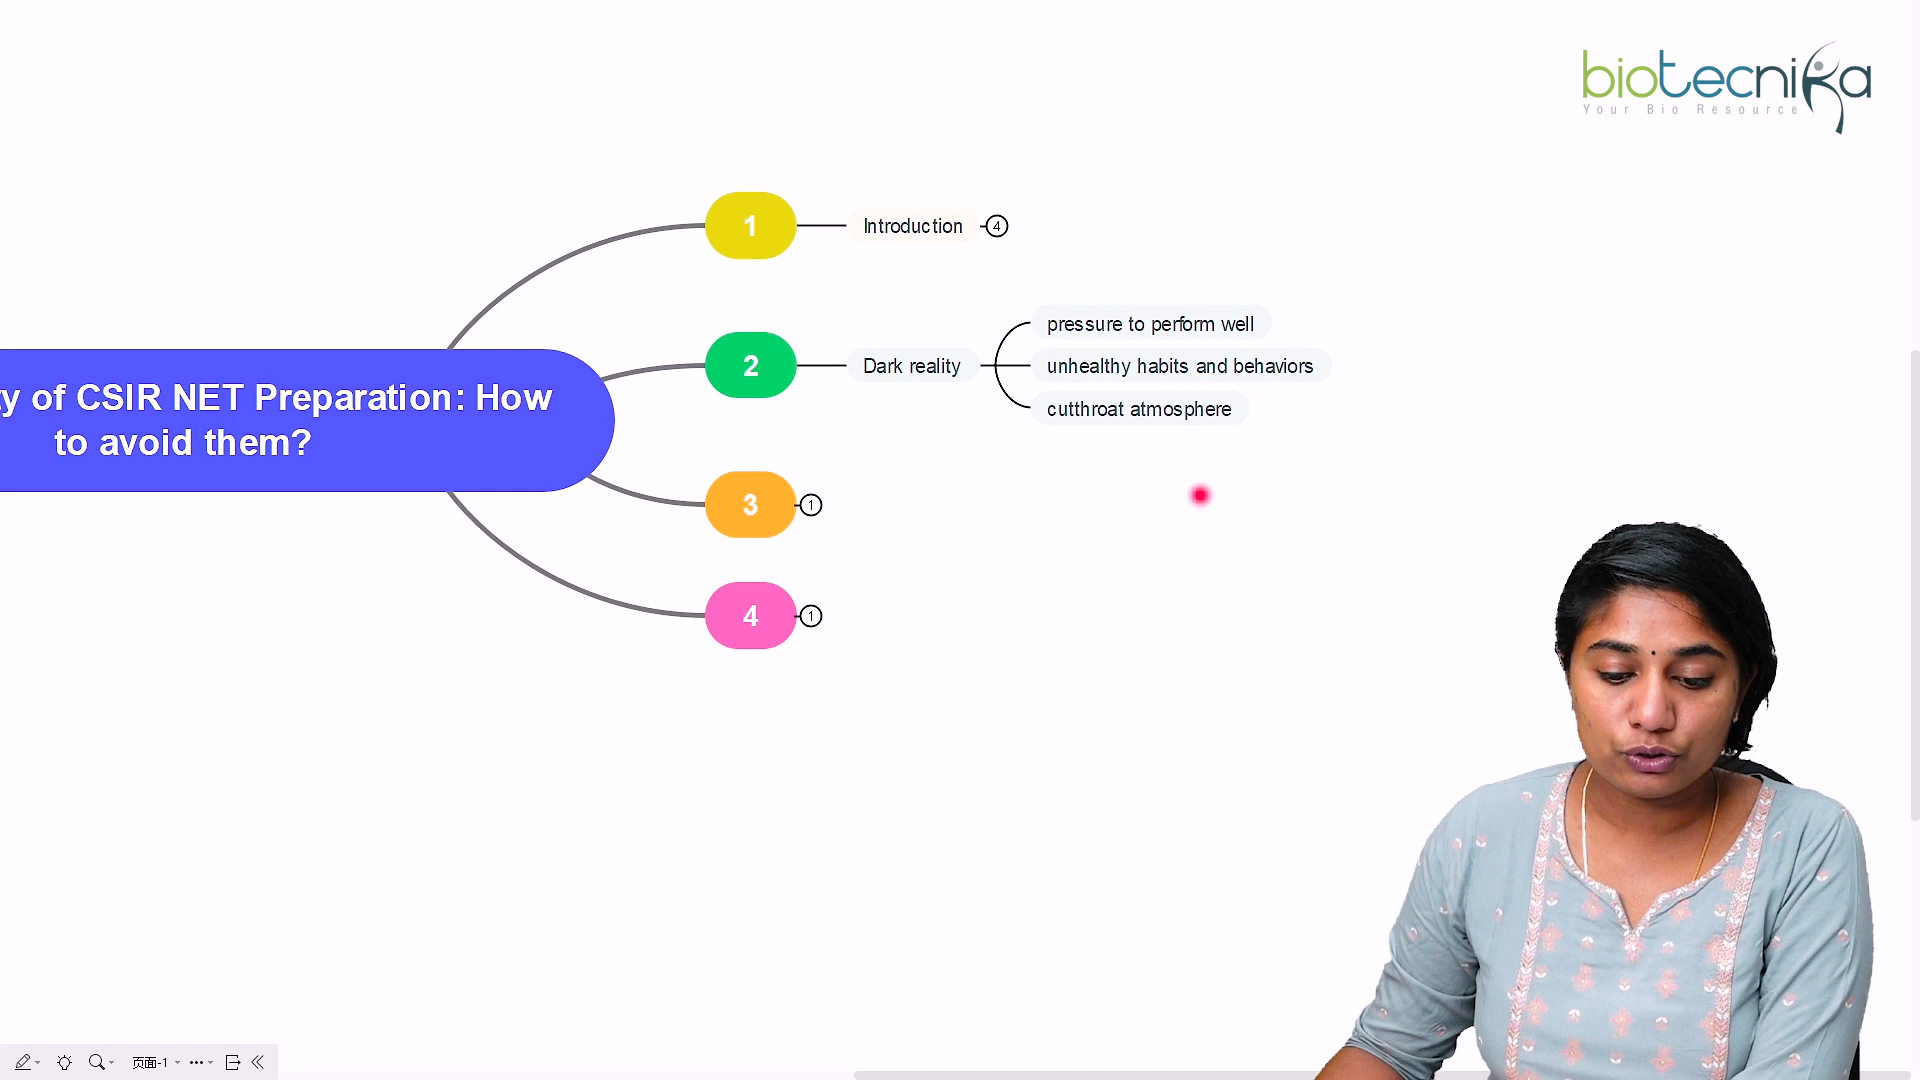 biotecnika
Your Bio Resource
1
Introduction
4
2
Dark reality
pressure to perform well
unhealthy habits and behaviors
cutthroat atmosphere
ty of CSIR NET Preparation: How
to avoid them?
3
1
4
1
页面-1